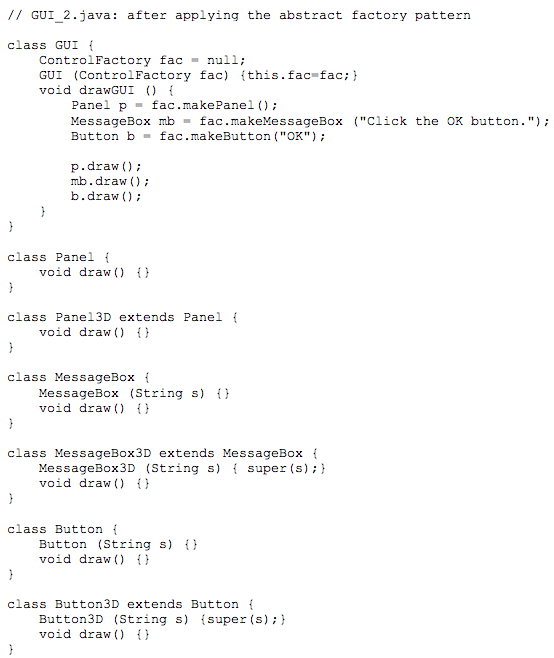 // GUI_2.java: after applying the abstract factory pattern

class GUI {
    ControlFactory fac = null;
    GUI (ControlFactory fac) {this.fac=fac;}
    void drawGUI () {
        Panel p = fac.makePanel();
        MessageBox mb = fac.makeMessageBox ("Click the OK button.");
        Button b = fac.makeButton("OK");

        p.draw();
        mb.draw();
        b.draw();
    }
}

class Panel {
    void draw() {}
}

class Panel3D extends Panel {
    void draw() {}
}

class MessageBox {
    MessageBox (String s) {}
    void draw() {}
}

class MessageBox3D extends MessageBox {
    MessageBox3D (String s) { super(s);}
    void draw() {}
}

class Button {
    Button (String s) {}
    void draw() {}
}

class Button3D extends Button {
    Button3D (String s) {super(s);}
    void draw() {}
}